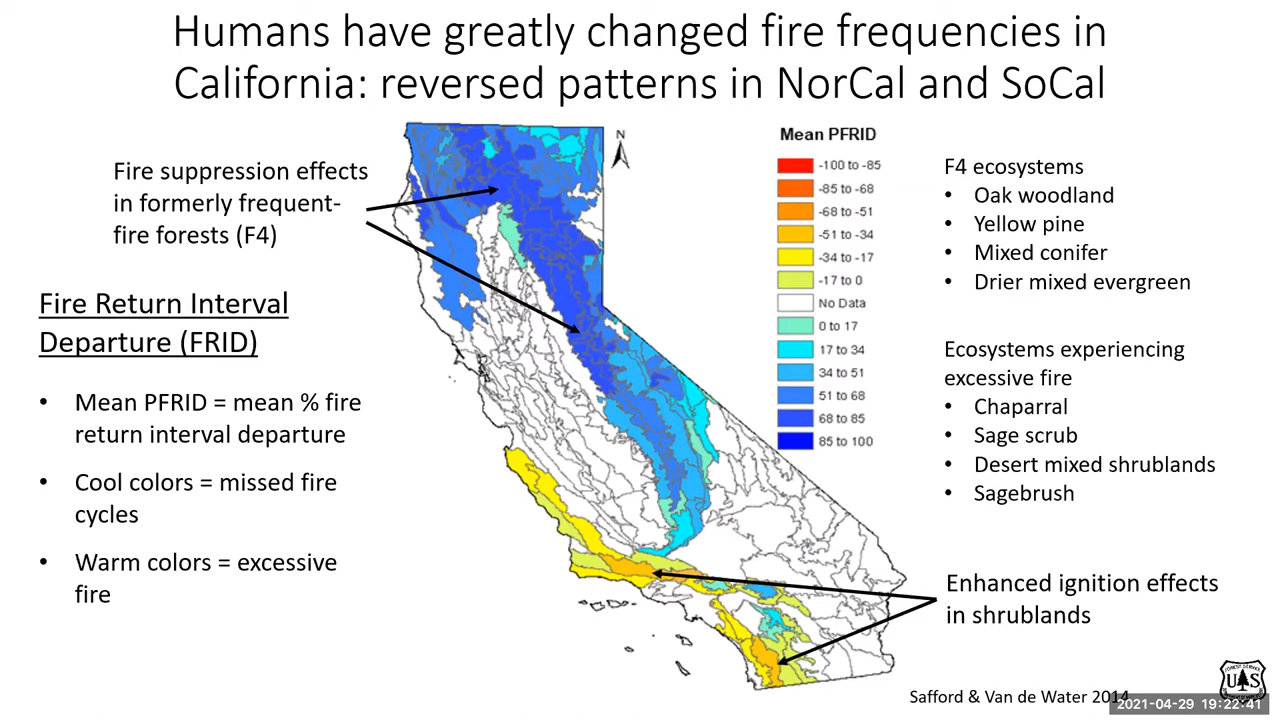 Humans have greatly changed fire frequencies in
California: reversed patterns in NorCal and SoCal
Fire suppression effects
in formerly frequent-
fire forests (F4)
Fire Return Interval
Departure (FRID)
• Mean PFRID = mean % fire
return interval departure
• Cool colors = missed fire
cycles
• Warm colors = excessive
fire
N
Mean PFRID
-100 to -85
-85 to -68
-68 to -51
-51 to -34
-34 to -17
-17 to 0
No Data
0 to 17
17 to 34
34 to 51
51 to 68
68 to 85
85 to 100
F4 ecosystems
• Oak woodland
• Yellow pine
• Mixed conifer
• Drier mixed evergreen
Ecosystems experiencing
excessive fire
• Chaparral
• Sage scrub
• Desert mixed shrublands
• Sagebrush
Enhanced ignition effects
in shrublands
Safford & Van de Water 2014
FOREST SERVICE
U S
2021-04-29 19:22:41